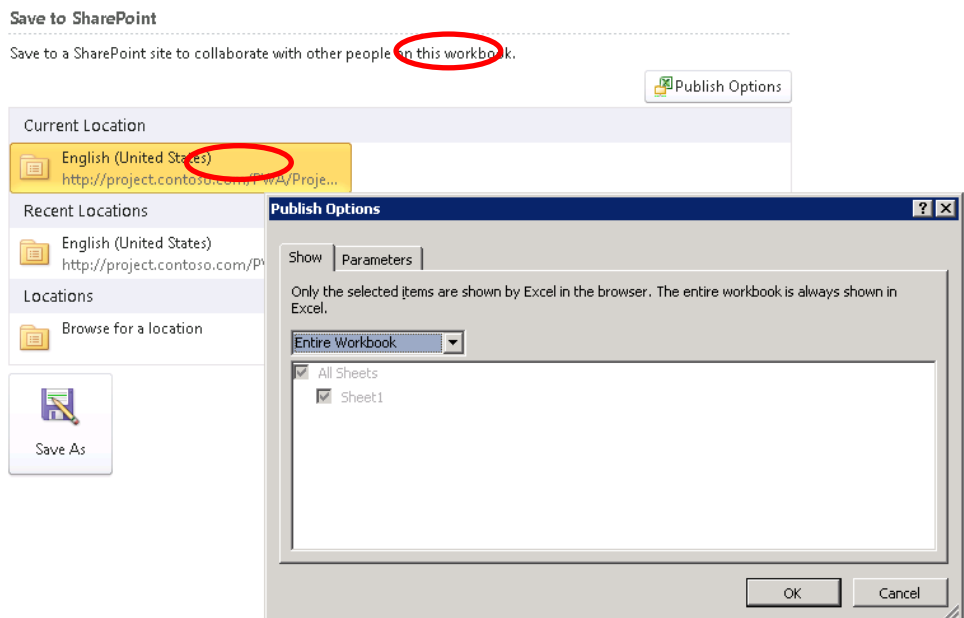 Save to SharePoint
Save to a SharePoint site to collaborate with other people on this workbook.
Publish Options
Current Location
English (United States)
http://project.contoso.com/PWA/Proje...
Recent Locations
English (United States)
http://project.contoso.com/P
Locations
Browse for a location
Save As
Publish Options
Show
Parameters
Only the selected items are shown by Excel in the browser. The entire workbook is always shown in
Excel.
Entire Workbook
All Sheets
Sheet1
OK
Cancel